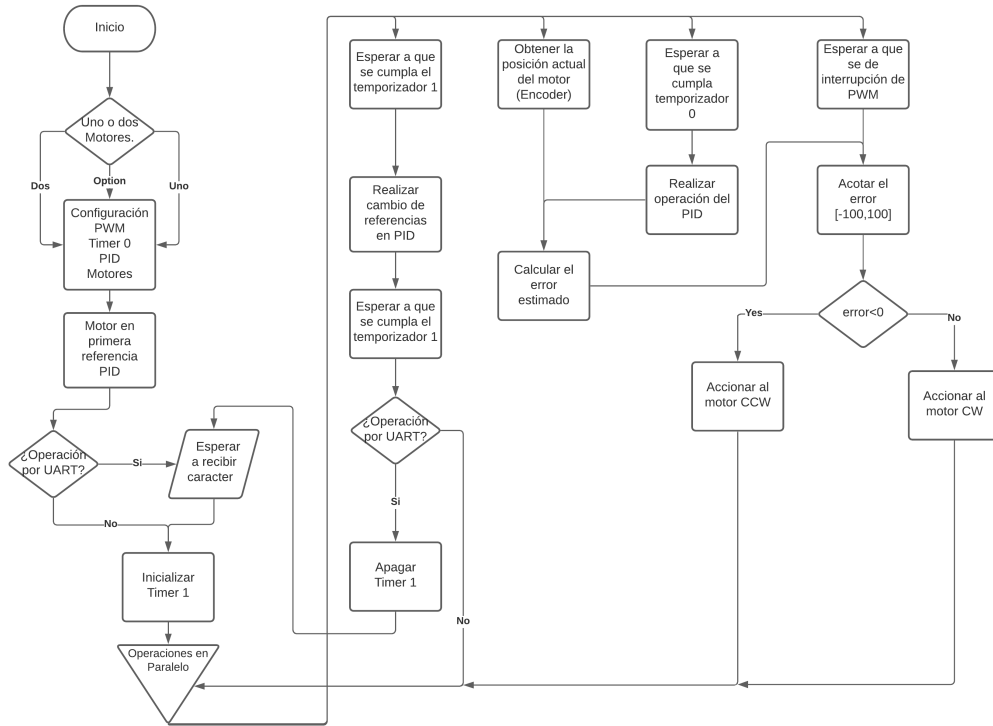 Inicio
Uno o dos
Motores.
Dos
Option
Uno
Configuración
PWM
Timer 0
PID
Motores
Motor en
primera
referencia
PID
¿Operación
por UART?
Si
Esperar
a recibir
caracter
No
Inicializar
Timer 1
Operaciones en
Paralelo
Esperar a que
se cumpla el
temporizador 1
Realizar
cambio de
referencias
en PID
Esperar a que
se cumpla el
temporizador 1
¿Operación
por UART?
Si
No
Apagar
Timer 1
Obtener la
posición actual
del motor
(Encoder)
Calcular el
error
estimado
Esperar a
que se
cumpla
temporizador
0
Realizar
operación del
PID
Esperar a que
se de
interrupción de
PWM
Acotar el
error
[-100,100]
error<0
Yes
No
Accionar al
motor CCW
Accionar al
motor CW